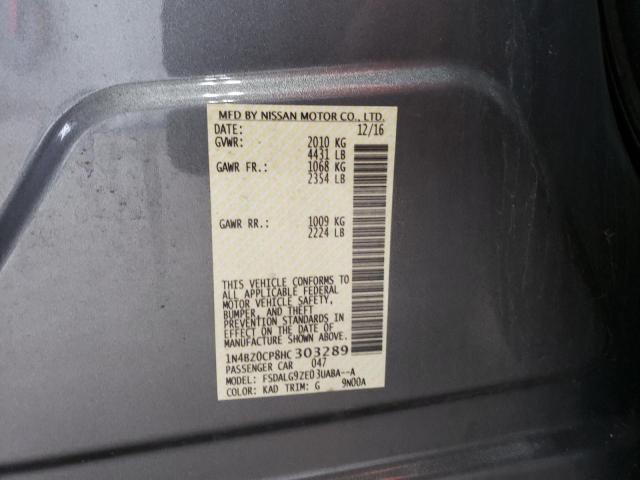 MFD BY NISSAN MOTOR CO., LTD.
DATE: 12/16
GVWR: 2010 KG
4431 LB
GAWR FR.: 1068 KG
2354 LB
GAWR RR.: 1009 KG
2224 LB
THIS VEHICLE CONFORMS TO
ALL APPLICABLE FEDERAL
MOTOR VEHICLE SAFETY,
BUMPER, AND THEFT
PREVENTION STANDARDS IN
EFFECT ON THE DATE OF
MANUFACTURE SHOWN ABOVE.
1N4BZ0CP8HC 303289
PASSENGER CAR 047
MODEL: FSDALG9ZE03UABA--A
COLOR: KAD TRIM: G 9N00A